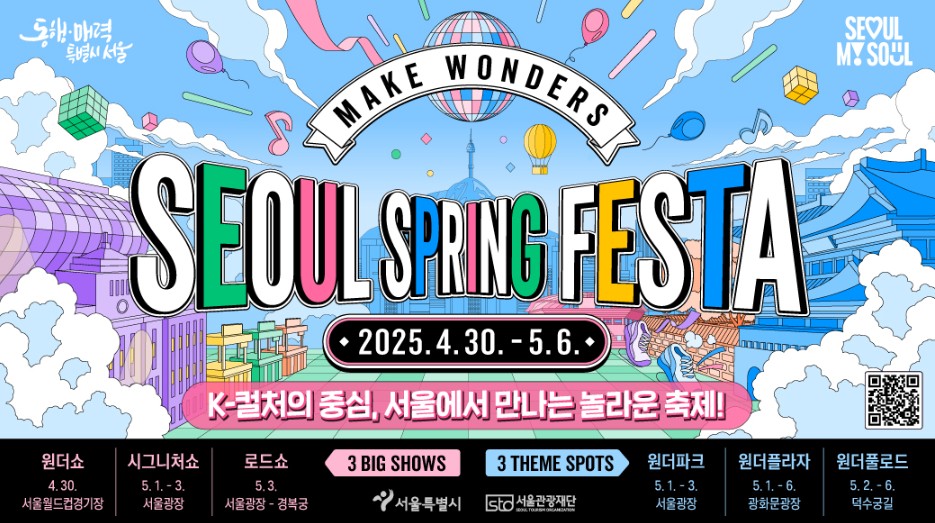 동행·매력
특별시 서울
SEOUL
MY SOUL
MAKE WONDERS
SEOUL SPRING FESTA
2025. 4. 30. - 5. 6.
K-컬처의 중심, 서울에서 만나는 놀라운 축제!
원더쇼
4.30.
서울월드컵경기장
시그니처쇼
5.1. - 3.
서울광장
로드쇼
5.3.
서울광장 - 경복궁
3 BIG SHOWS
3 THEME SPOTS
서울특별시
sto 서울관광재단
SEOUL TOURISM ORGANIZATION
원더파크
5.1. - 3.
서울광장
원더플라자
5.1. - 6.
광화문광장
원더풀로드
5.2. - 6.
덕수궁길